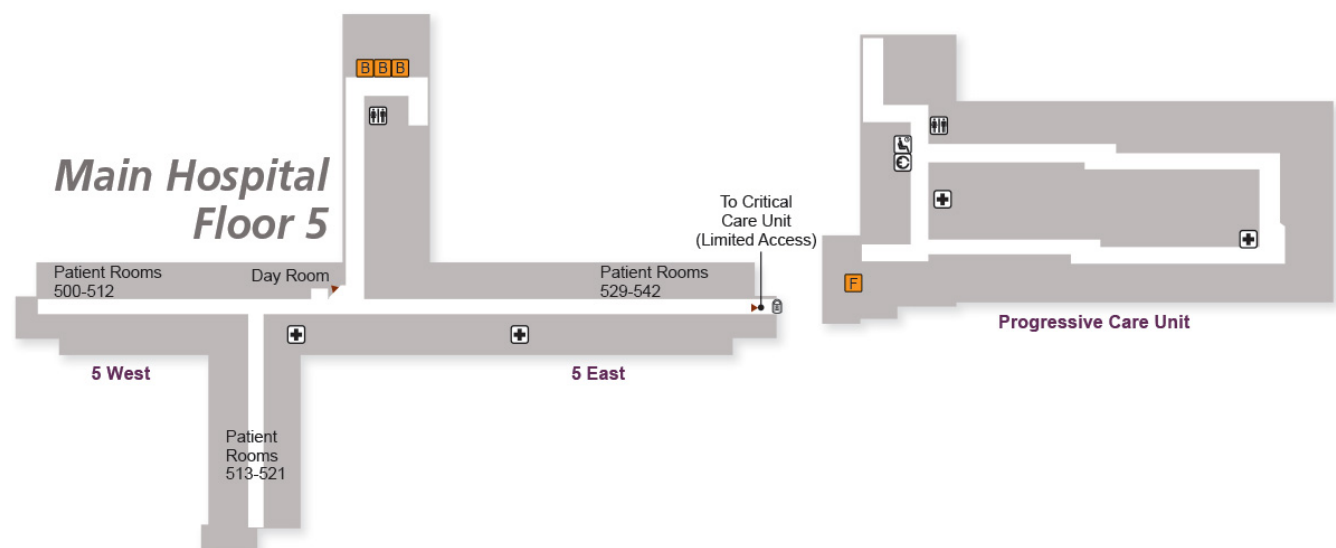 B B B
Main Hospital
Floor 5
To Critical
Care Unit
(Limited Access)
Patient Rooms
500-512
Day Room
Patient Rooms
529-542
F
Progressive Care Unit
5 West
5 East
Patient
Rooms
513-521